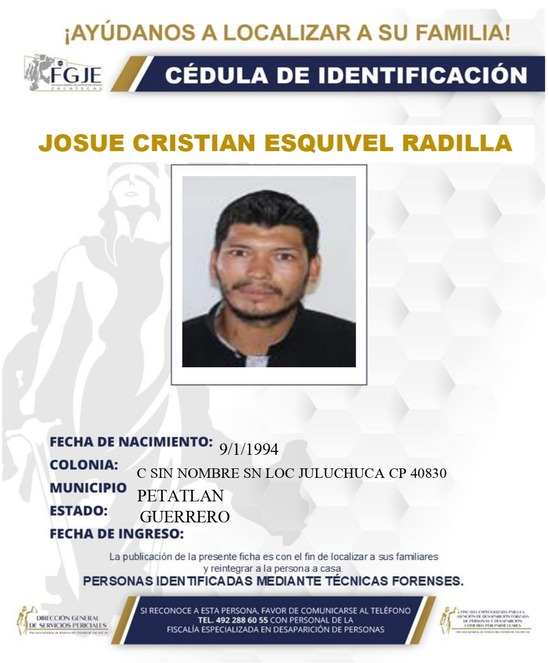 ¡AYÚDANOS A LOCALIZAR A SU FAMILIA!
FGJE
ZACATECAS
CÉDULA DE IDENTIFICACIÓN
JOSUE CRISTIAN ESQUIVEL RADILLA
FECHA DE NACIMIENTO: 9/1/1994
COLONIA: C SIN NOMBRE SN LOC JULUCHUCA CP 40830
MUNICIPIO PETATLAN
ESTADO: GUERRERO
FECHA DE INGRESO:
La publicación de la presente ficha es con el fin de localizar a sus familiares
y reintegrar a la persona a casa.
PERSONAS IDENTIFICADAS MEDIANTE TÉCNICAS FORENSES.
DIRECCIÓN GENERAL
DE SERVICIOS PERICIALES
SI RECONOCE A ESTA PERSONA, FAVOR DE COMUNICARSE AL TELÉFONO
TEL. 492 288 60 55 CON PERSONAL DE LA
FISCALÍA ESPECIALIZADA EN DESAPARICIÓN DE PERSONAS